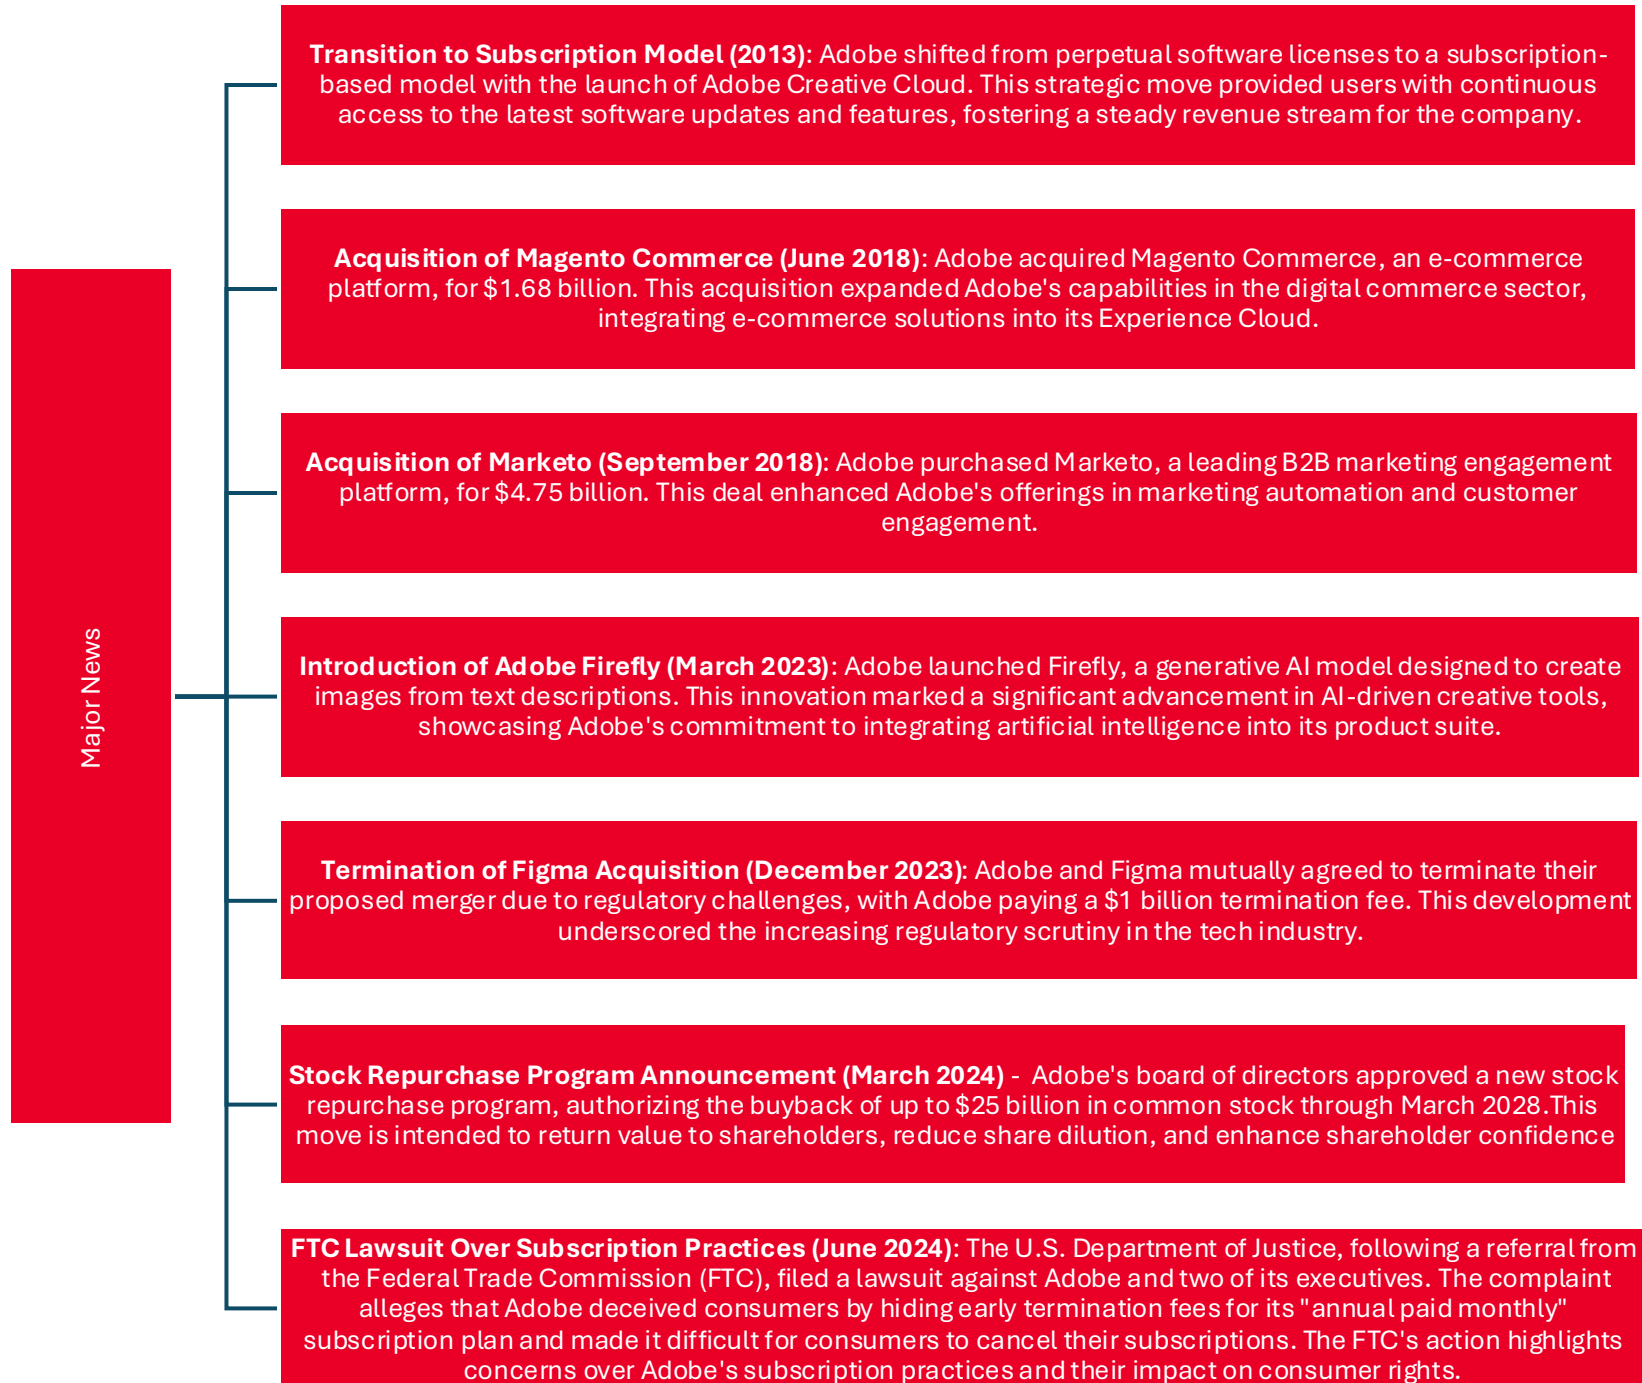 Major News
Transition to Subscription Model (2013): Adobe shifted from perpetual software licenses to a subscription-
based model with the launch of Adobe Creative Cloud. This strategic move provided users with continuous
access to the latest software updates and features, fostering a steady revenue stream for the company.
Acquisition of Magento Commerce (June 2018): Adobe acquired Magento Commerce, an e-commerce
platform, for $1.68 billion. This acquisition expanded Adobe's capabilities in the digital commerce sector,
integrating e-commerce solutions into its Experience Cloud.
Acquisition of Marketo (September 2018): Adobe purchased Marketo, a leading B2B marketing engagement
platform, for $4.75 billion. This deal enhanced Adobe's offerings in marketing automation and customer
engagement.
Introduction of Adobe Firefly (March 2023): Adobe launched Firefly, a generative AI model designed to create
images from text descriptions. This innovation marked a significant advancement in AI-driven creative tools,
showcasing Adobe's commitment to integrating artificial intelligence into its product suite.
Termination of Figma Acquisition (December 2023): Adobe and Figma mutually agreed to terminate their
proposed merger due to regulatory challenges, with Adobe paying a $1 billion termination fee. This development
underscored the increasing regulatory scrutiny in the tech industry.
Stock Repurchase Program Announcement (March 2024) - Adobe's board of directors approved a new stock
repurchase program, authorizing the buyback of up to $25 billion in common stock through March 2028.This
move is intended to return value to shareholders, reduce share dilution, and enhance shareholder confidence
FTC Lawsuit Over Subscription Practices (June 2024): The U.S. Department of Justice, following a referral from
the Federal Trade Commission (FTC), filed a lawsuit against Adobe and two of its executives. The complaint
alleges that Adobe deceived consumers by hiding early termination fees for its "annual paid monthly"
subscription plan and made it difficult for consumers to cancel their subscriptions. The FTC's action highlights
concerns over Adobe's subscription practices and their impact on consumer rights.